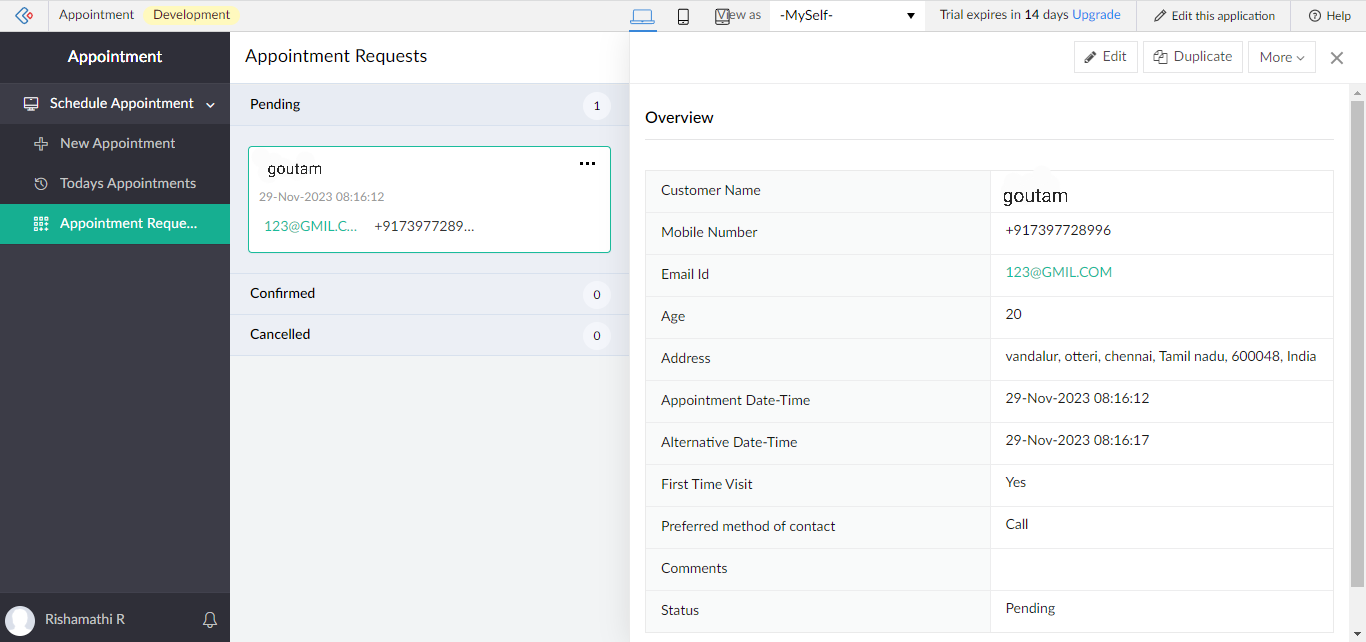 Appointment Development View as -MySelf- Trial expires in 14 days Upgrade Edit this application Help
Appointment
Schedule Appointment
New Appointment
Todays Appointments
Appointment Reque...
Rishamathi R
Appointment Requests
Pending 1
goutam
29-Nov-2023 08:16:12
123@GMIL.C... +9173977289...
Confirmed 0
Cancelled 0
Edit Duplicate More
Overview
Customer Name goutam
Mobile Number +917397728996
Email Id 123@GMIL.COM
Age 20
Address vandalur, otteri, chennai, Tamil nadu, 600048, India
Appointment Date-Time 29-Nov-2023 08:16:12
Alternative Date-Time 29-Nov-2023 08:16:17
First Time Visit Yes
Preferred method of contact Call
Comments
Status Pending